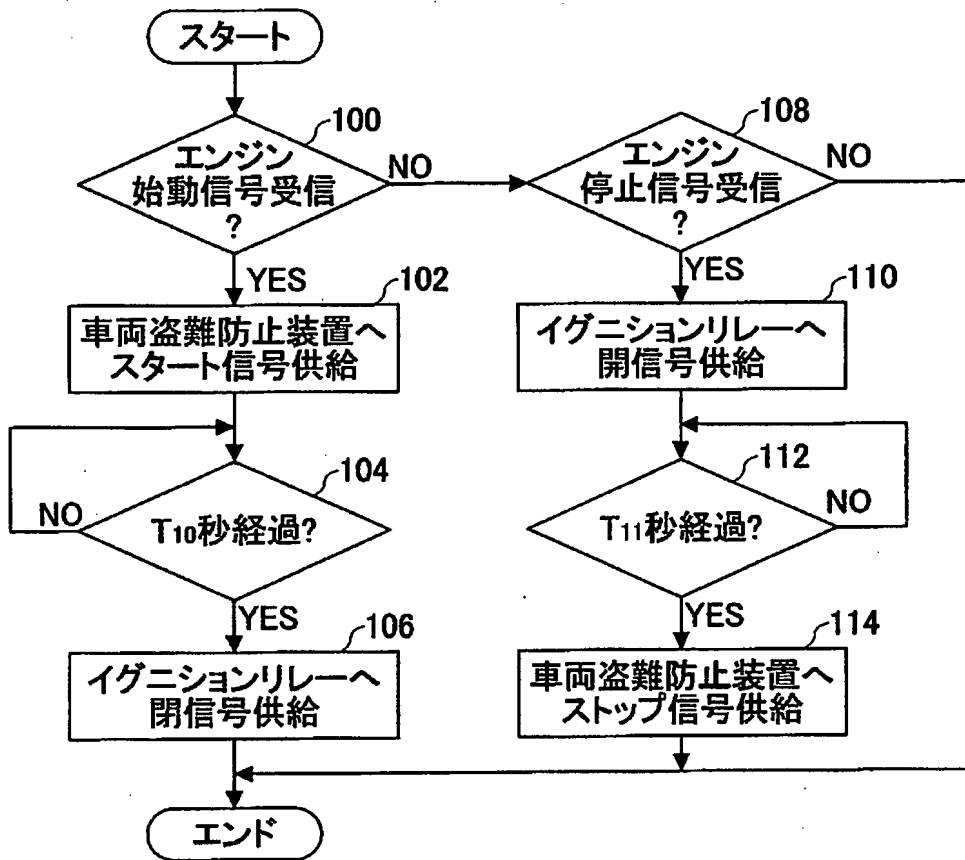 スタート
100
エンジン
始動信号受信
?
NO
YES
102
車両盗難防止装置へ
スタート信号供給
104
T10秒経過?
NO
YES
106
イグニションリレーへ
閉信号供給
108
エンジン
停止信号受信
?
NO
YES
110
イグニションリレーへ
開信号供給
112
T11秒経過?
NO
YES
114
車両盗難防止装置へ
ストップ信号供給
エンド